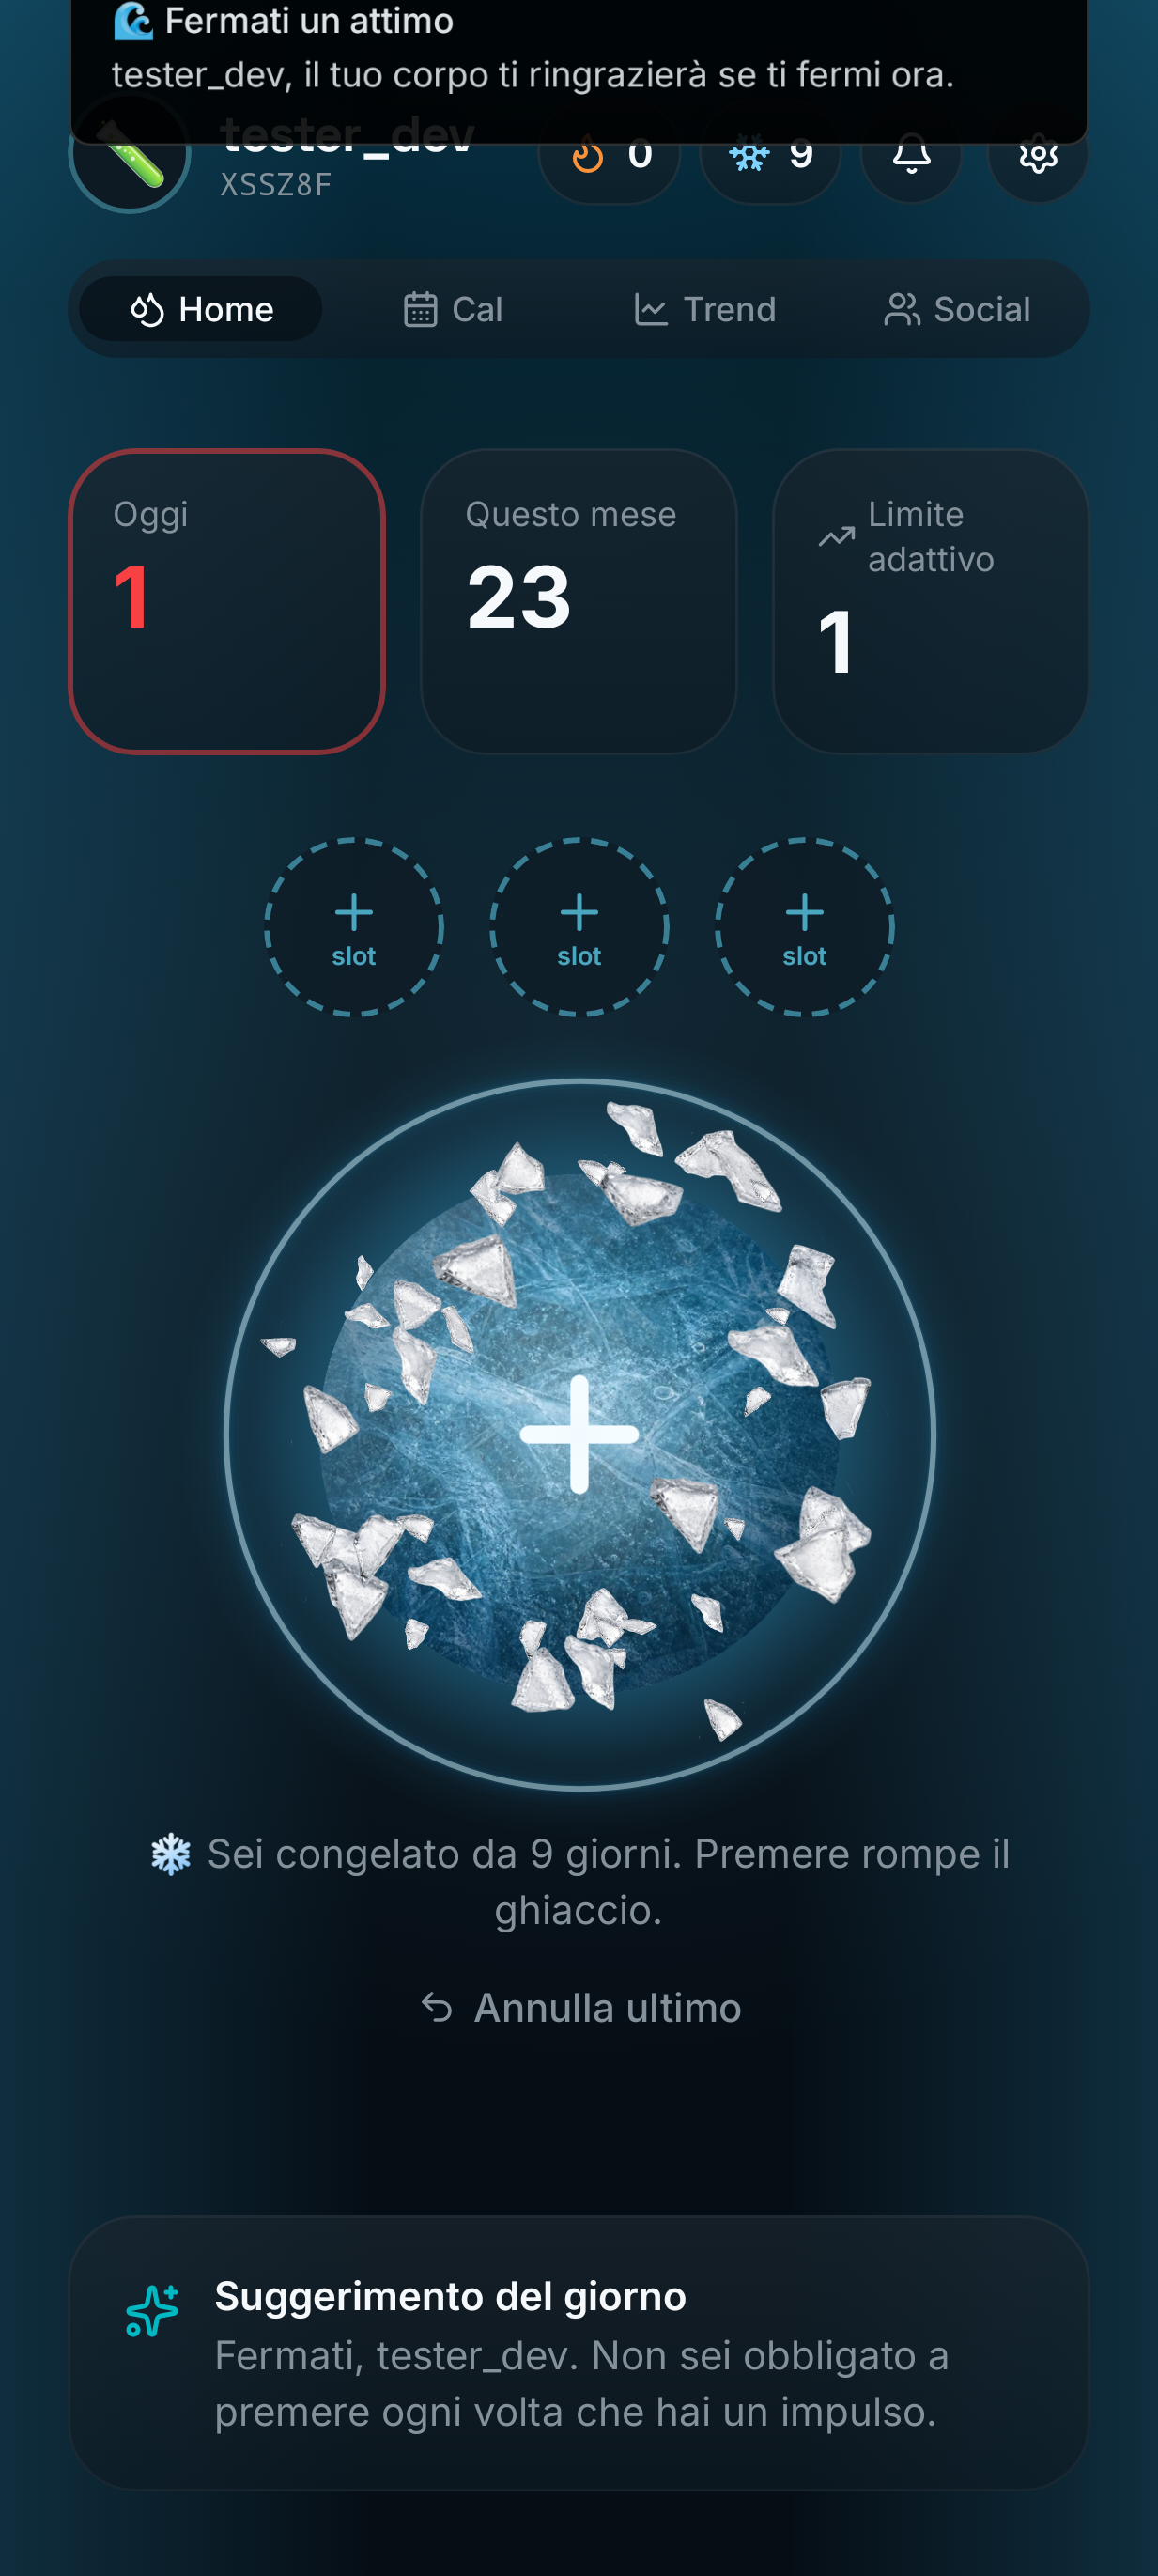 🌊 Fermati un attimo
tester_dev, il tuo corpo ti ringrazierà se ti fermi ora.
tester_dev
XSSZ8F
0
9
Home
Cal
Trend
Social
Oggi
1
Questo mese
23
Limite
adattivo
1
slot
slot
slot
❄️ Sei congelato da 9 giorni. Premere rompe il
ghiaccio.
Annulla ultimo
Suggerimento del giorno
Fermati, tester_dev. Non sei obbligato a
premere ogni volta che hai un impulso.